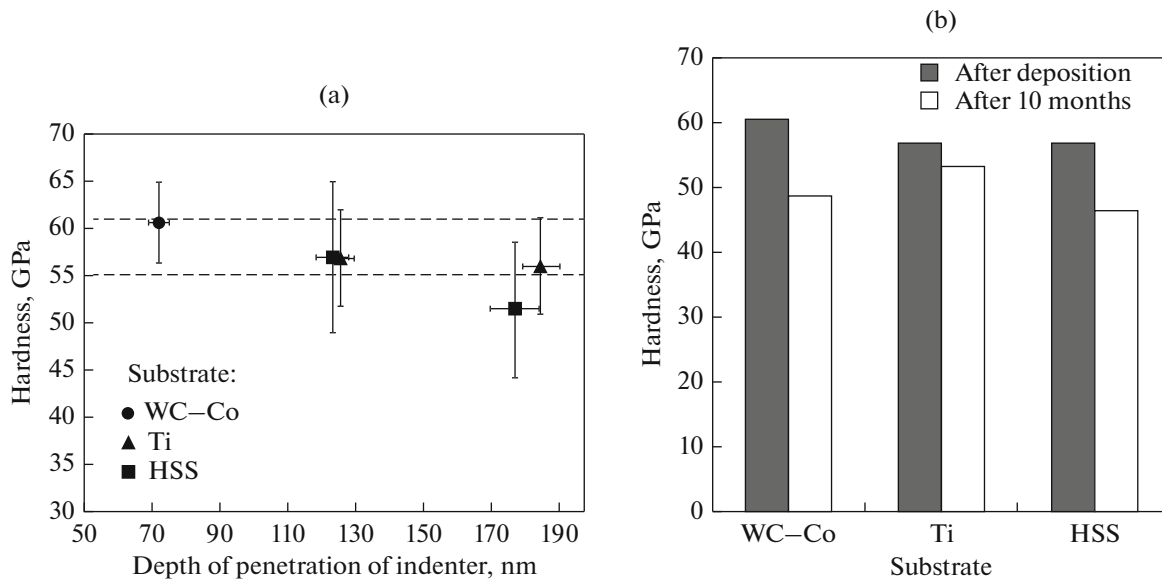 (a)
Hardness, GPa
70
65
60
55
50
45
40
35
30
Substrate:
WC–Co
Ti
HSS
50 70 90 110 130 150 170 190
Depth of penetration of indenter, nm
(b)
Hardness, GPa
70
60
50
40
30
20
10
0
After deposition
After 10 months
WC–Co Ti HSS
Substrate